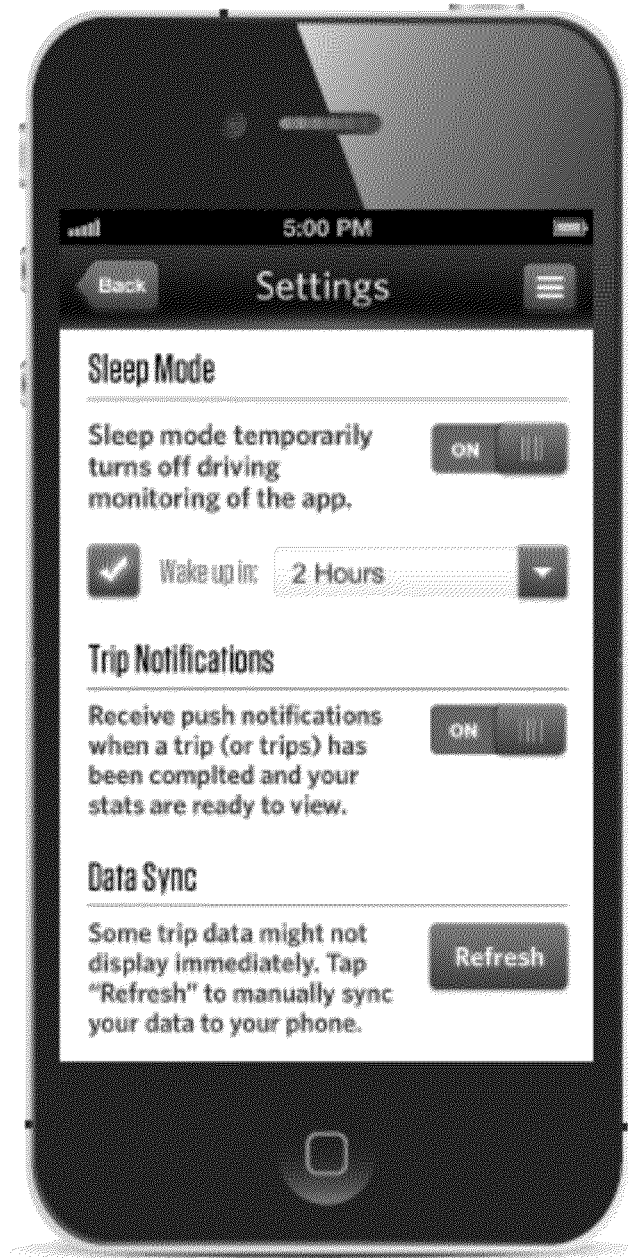 5:00 PM
Back
Settings
Sleep Mode
Sleep mode temporarily
turns off driving
monitoring of the app.
ON
Wake up in:
2 Hours
Trip Notifications
Receive push notifications
when a trip (or trips) has
been complted and your
stats are ready to view.
ON
Data Sync
Some trip data might not
display immediately. Tap
“Refresh” to manually sync
your data to your phone.
Refresh